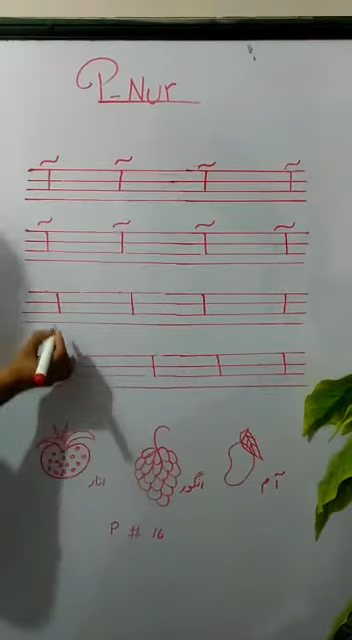 P-Nur
آ آ آ آ
آ آ آ آ
ا ا ا ا
ا ا ا
آم انگور انار
P # 16